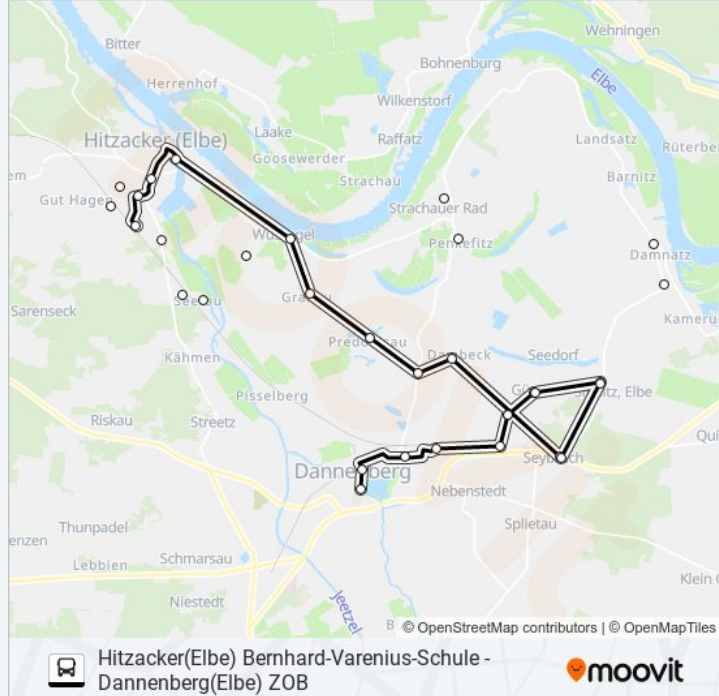 Wehningen
Bitter
Bohnenburg
Elbe
Herrenhof
Wilkenstorf
Laake
Raffatz
Landsatz
Hitzacker (Elbe)
Goosewerder
Rüterberg
Strachau
Barnitz
Gut Hagen
Strachauer Rad
Penkefitz
Damnatz
Sarenseck
Kähmen
Seedorf
Pisselberg
Riskau
Streetz
Dannenberg
Nebenstedt
Splietau
Thunpadel
Lebbien
Schmarsau
Klein
Niestedt
Jeetzel
© OpenStreetMap contributors | © OpenMapTiles
Hitzacker(Elbe) Bernhard-Varenius-Schule -
Dannenberg(Elbe) ZOB
moovit